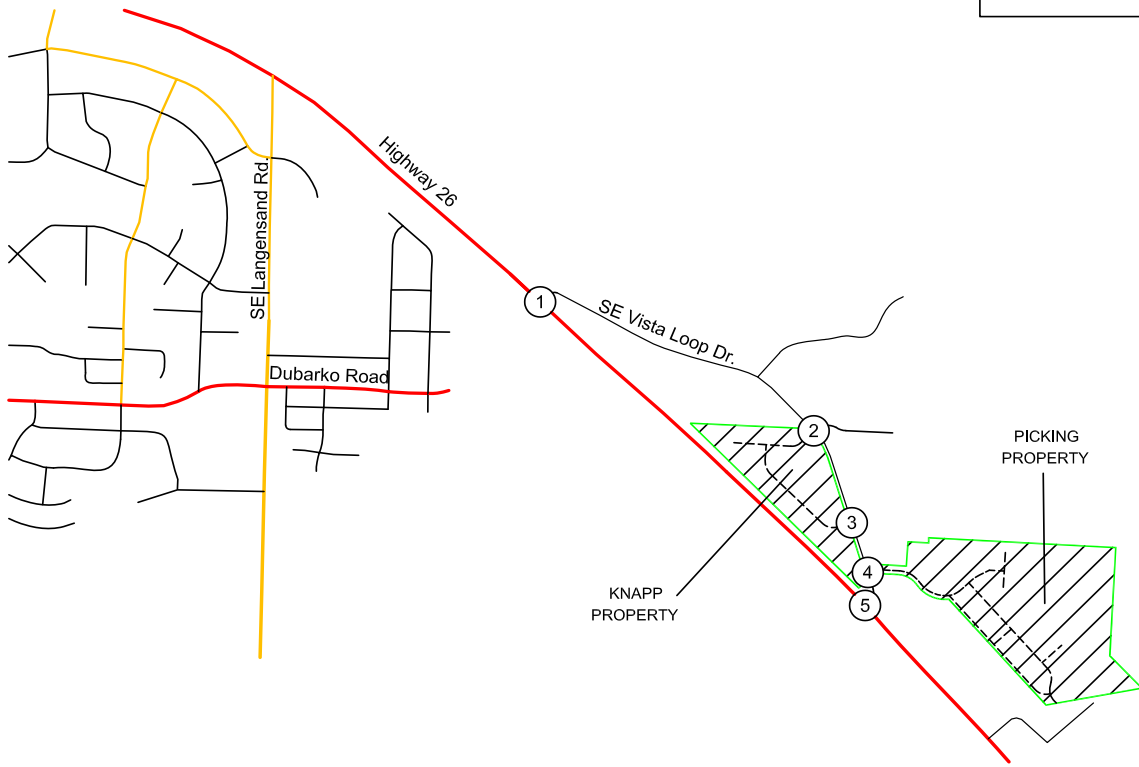 Highway 26
SE Langensand Rd.
1
SE Vista Loop Dr.
Dubarko Road
2
PICKING
PROPERTY
3
4
KNAPP
PROPERTY
5